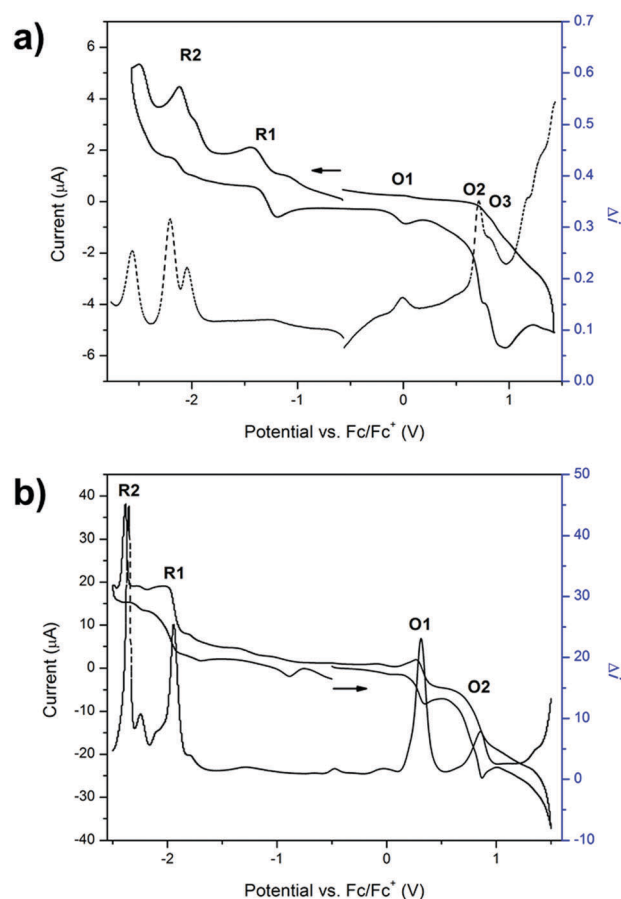 a)
R2
R1
O1
O2
O3
6
4
2
0
-2
-4
-6
Current (μA)
0.7
0.6
0.5
0.4
0.3
0.2
0.1
0.0
Δi
-2
-1
0
1
Potential vs. Fc/Fc⁺ (V)
b)
R2
R1
O1
O2
40
30
20
10
0
-10
-20
-30
-40
Current (μA)
50
40
30
20
10
0
-10
Δi
-2
-1
0
1
Potential vs. Fc/Fc⁺ (V)